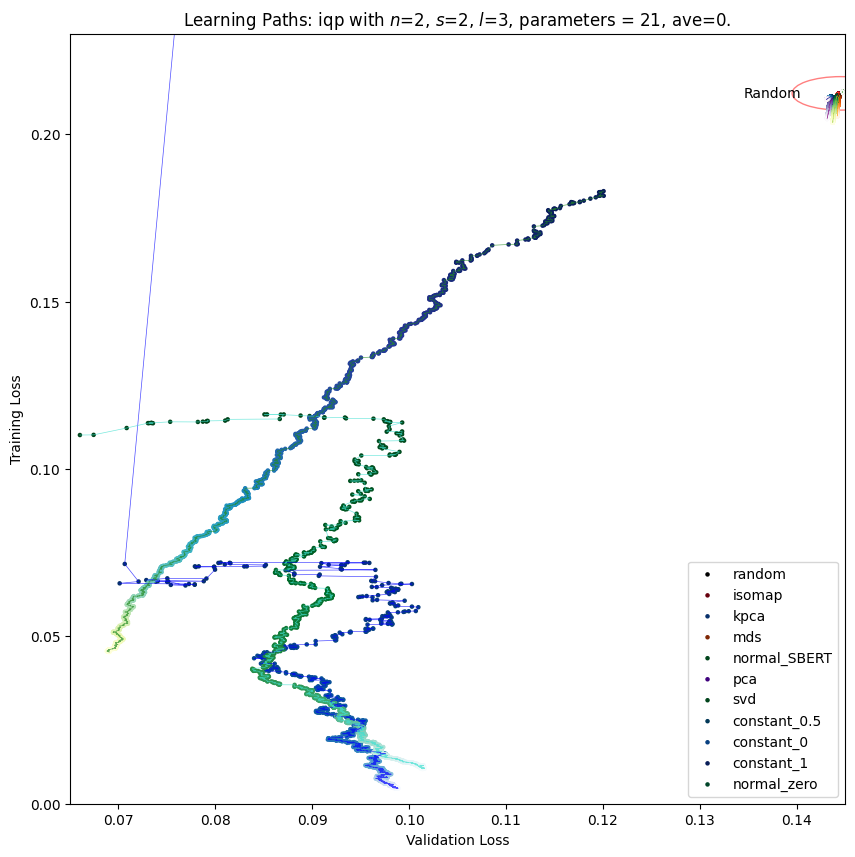 Learning Paths: iqp with n=2, s=2, l=3, parameters = 21, ave=0.
Random
Training Loss
0.20
0.15
0.10
0.05
0.00
random
isomap
kpca
mds
normal_SBERT
pca
svd
constant_0.5
constant_0
constant_1
normal_zero
0.07 0.08 0.09 0.10 0.11 0.12 0.13 0.14
Validation Loss